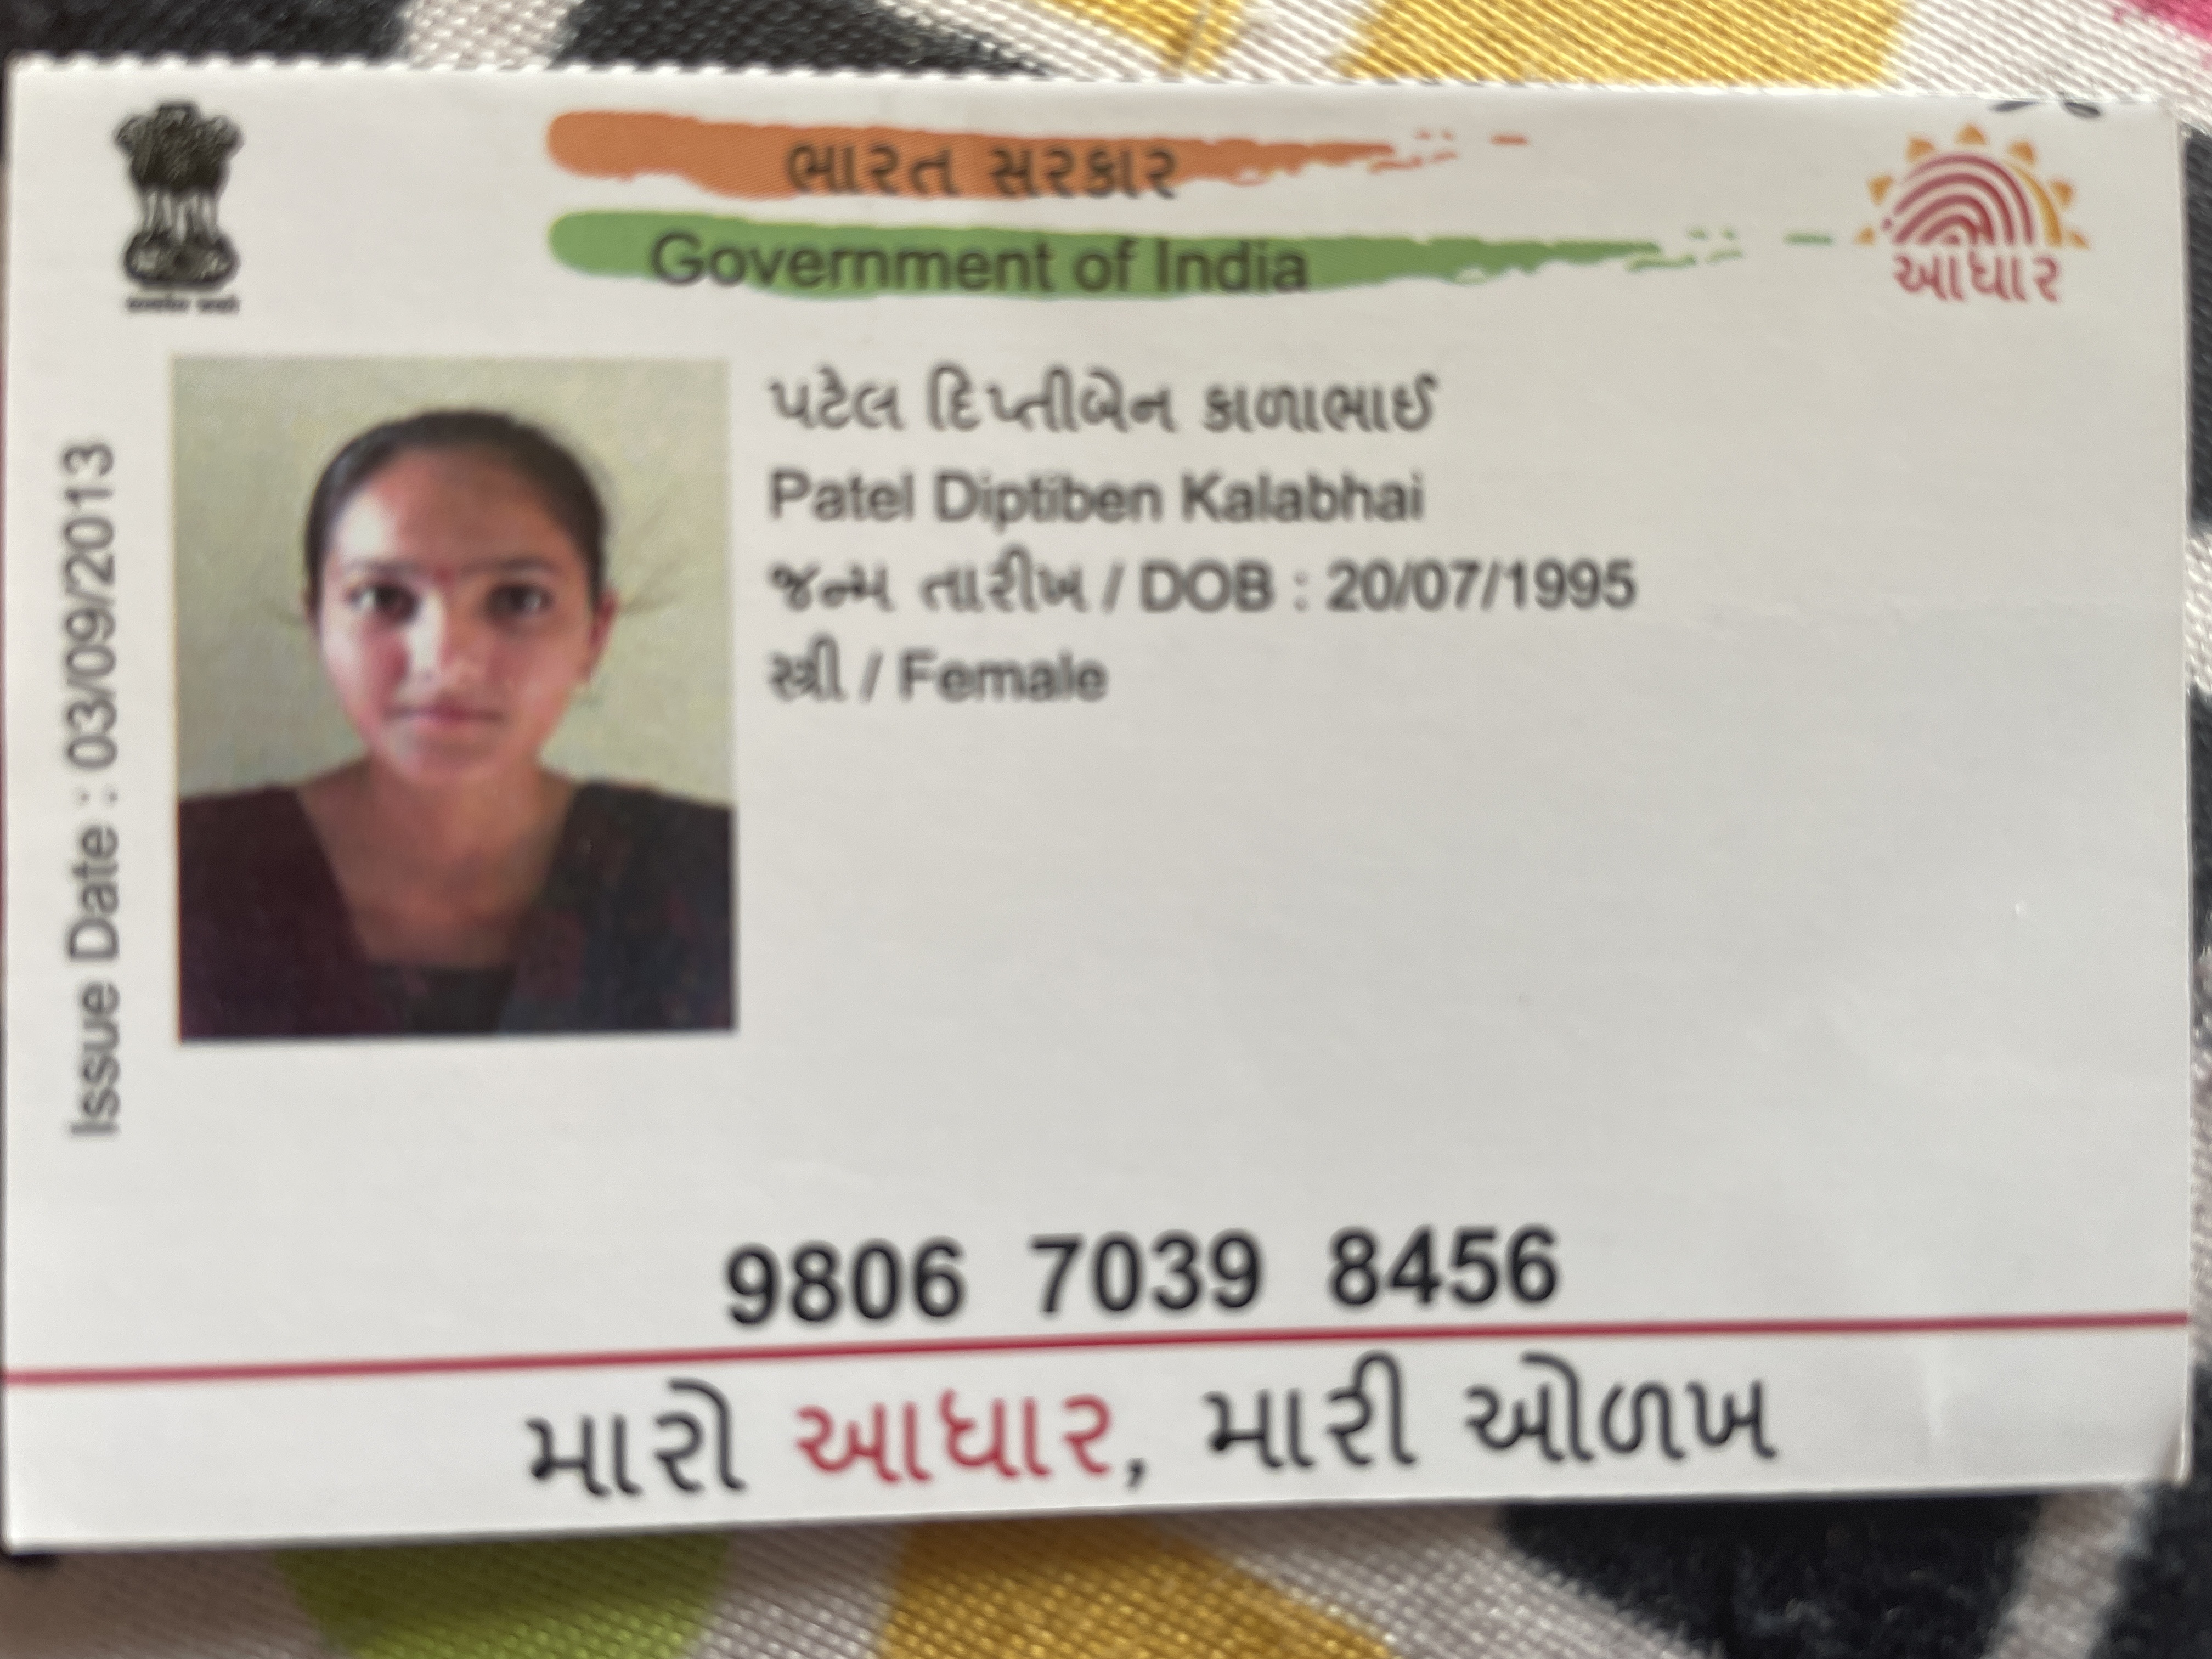 ભારત સરકાર
Government of India
આધાર
Issue Date : 03/09/2013
પટેલ દિપ્તીબેન કાળાભાઈ
Patel Diptiben Kalabhai
જન્મ તારીખ / DOB : 20/07/1995
સ્ત્રી / Female
9806 7039 8456
મારો આધાર, મારી ઓળખ